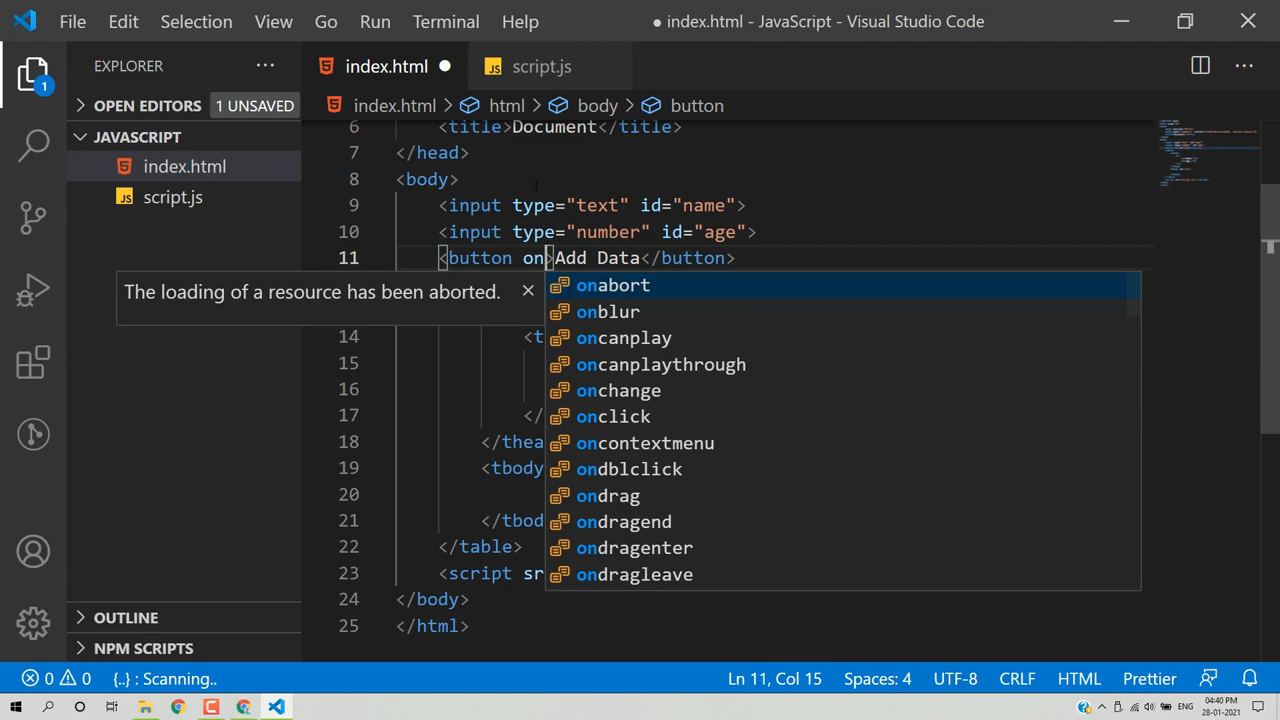 File Edit Selection View Go Run Terminal Help ● index.html - JavaScript - Visual Studio Code
EXPLORER ...
index.html ●
script.js
OPEN EDITORS 1 UNSAVED
index.html > html > body > button
JAVASCRIPT
index.html
script.js
1
6 <title>Document</title>
7 </head>
8 <body>
9 <input type="text" id="name">
10 <input type="number" id="age">
11 <button on>Add Data</button>
The loading of a resource has been aborted. ×
onabort
onblur
oncanplay
oncanplaythrough
onchange
onclick
oncontextmenu
ondblclick
ondrag
ondragend
ondragenter
ondragleave
14 <t
15
16
17 </
18 </thea
19 <tbody
20
21 </tbod
22 </table>
23 <script sr
24 </body>
25 </html>
OUTLINE
NPM SCRIPTS
0 0 {..} : Scanning.. Ln 11, Col 15 Spaces: 4 UTF-8 CRLF HTML Prettier
ENG
04:40 PM
28-01-2021